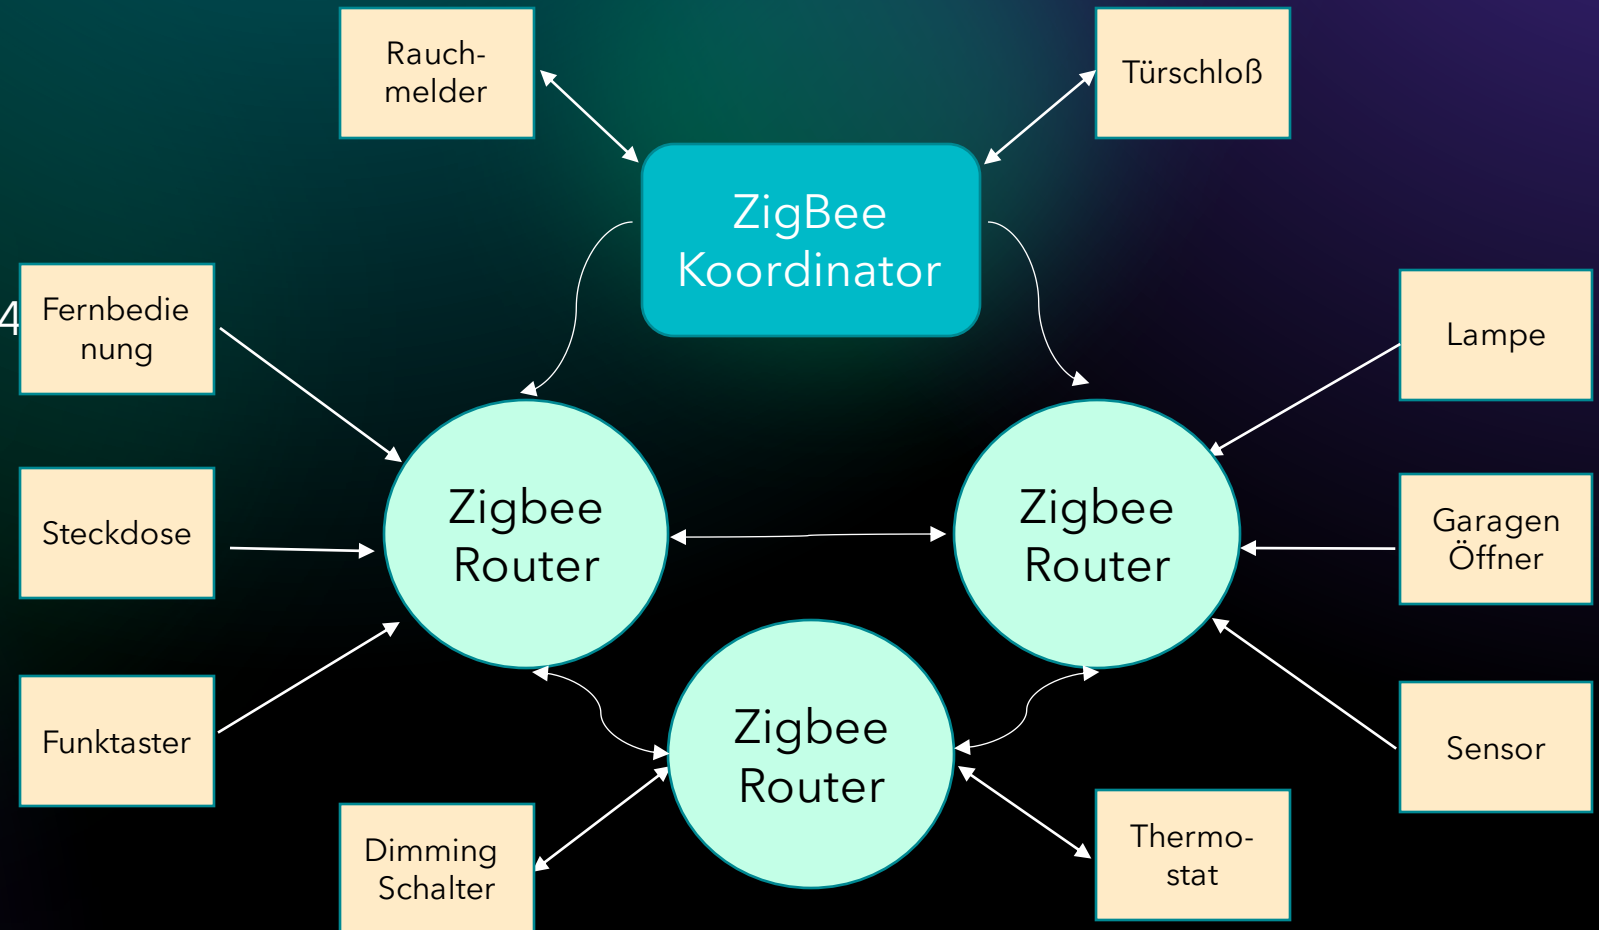 Rauch-
melder
Türschloß
ZigBee
Koordinator
4
Fernbedie
nung
Lampe
Steckdose
Zigbee
Router
Zigbee
Router
Garagen
Öffner
Funktaster
Zigbee
Router
Sensor
Dimming
Schalter
Thermo-
stat